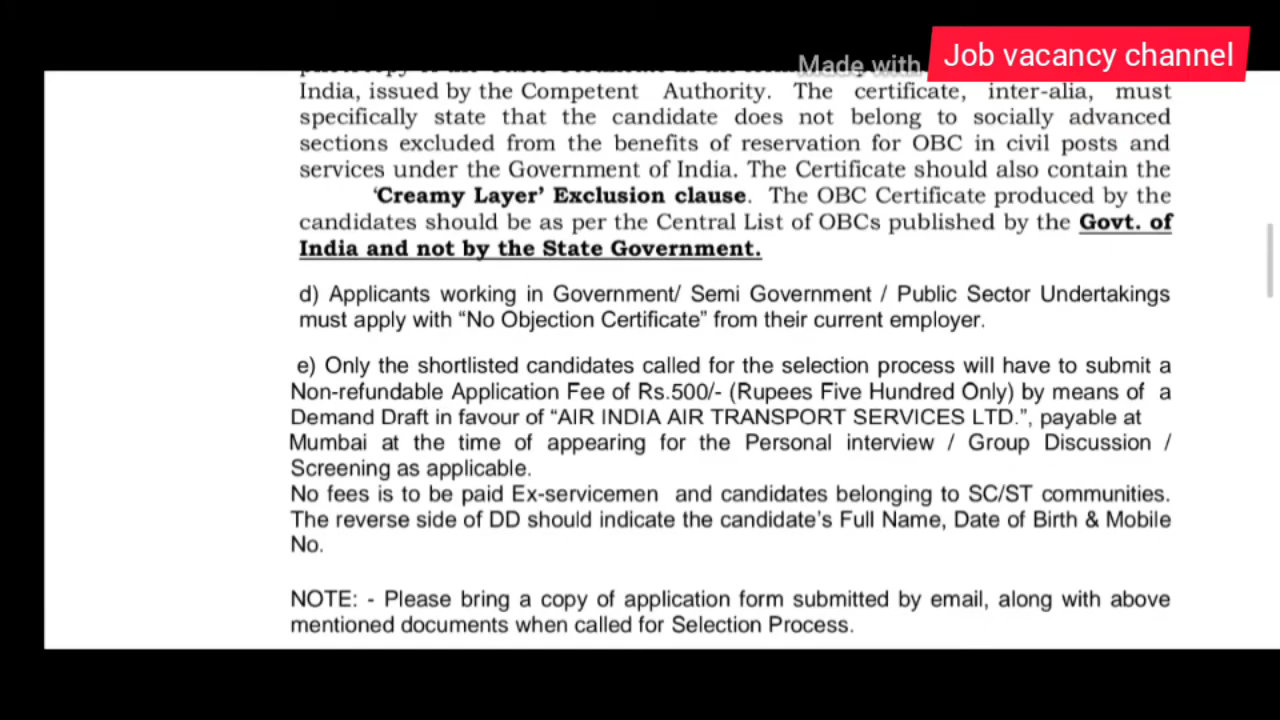 Made with
Job vacancy channel
India, issued by the Competent Authority. The certificate, inter-alia, must
specifically state that the candidate does not belong to socially advanced
sections excluded from the benefits of reservation for OBC in civil posts and
services under the Government of India. The Certificate should also contain the
‘Creamy Layer’ Exclusion clause. The OBC Certificate produced by the
candidates should be as per the Central List of OBCs published by the Govt. of
India and not by the State Government.
d) Applicants working in Government/ Semi Government / Public Sector Undertakings
must apply with “No Objection Certificate” from their current employer.
e) Only the shortlisted candidates called for the selection process will have to submit a
Non-refundable Application Fee of Rs.500/- (Rupees Five Hundred Only) by means of a
Demand Draft in favour of “AIR INDIA AIR TRANSPORT SERVICES LTD.”, payable at
Mumbai at the time of appearing for the Personal interview / Group Discussion /
Screening as applicable.
No fees is to be paid Ex-servicemen and candidates belonging to SC/ST communities.
The reverse side of DD should indicate the candidate’s Full Name, Date of Birth & Mobile
No.
NOTE: - Please bring a copy of application form submitted by email, along with above
mentioned documents when called for Selection Process.